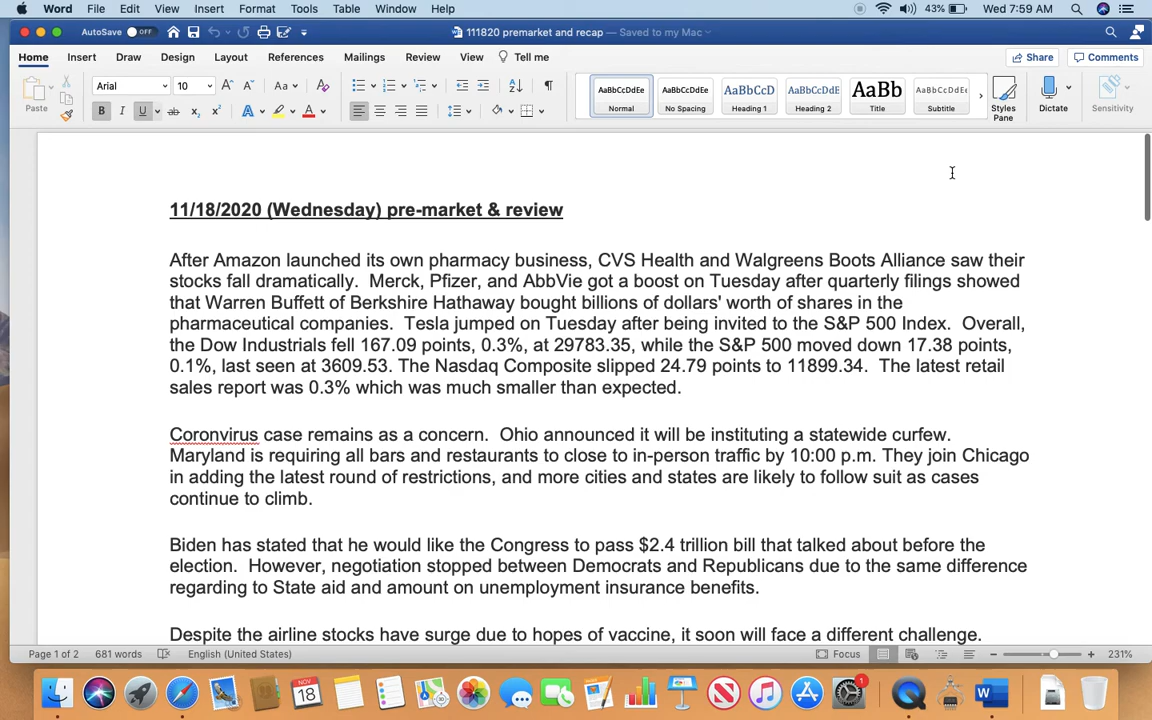 Word File Edit View Insert Format Tools Table Window Help 43% Wed 7:59 AM
AutoSave OFF 111820 premarket and recap — Saved to my Mac
Home Insert Draw Design Layout References Mailings Review View Tell me Share Comments
Paste Arial 10 Aa AaBbCcDdEe Normal AaBbCcDdEe No Spacing AaBbCcD Heading 1 AaBbCcDdE Heading 2 AaBb Title AaBbCcDdEe Subtitle Styles Pane Dictate Sensitivity
11/18/2020 (Wednesday) pre-market & review
After Amazon launched its own pharmacy business, CVS Health and Walgreens Boots Alliance saw their
stocks fall dramatically. Merck, Pfizer, and AbbVie got a boost on Tuesday after quarterly filings showed
that Warren Buffett of Berkshire Hathaway bought billions of dollars' worth of shares in the
pharmaceutical companies. Tesla jumped on Tuesday after being invited to the S&P 500 Index. Overall,
the Dow Industrials fell 167.09 points, 0.3%, at 29783.35, while the S&P 500 moved down 17.38 points,
0.1%, last seen at 3609.53. The Nasdaq Composite slipped 24.79 points to 11899.34. The latest retail
sales report was 0.3% which was much smaller than expected.
Coronvirus case remains as a concern. Ohio announced it will be instituting a statewide curfew.
Maryland is requiring all bars and restaurants to close to in-person traffic by 10:00 p.m. They join Chicago
in adding the latest round of restrictions, and more cities and states are likely to follow suit as cases
continue to climb.
Biden has stated that he would like the Congress to pass $2.4 trillion bill that talked about before the
election. However, negotiation stopped between Democrats and Republicans due to the same difference
regarding to State aid and amount on unemployment insurance benefits.
Despite the airline stocks have surge due to hopes of vaccine, it soon will face a different challenge.
Page 1 of 2 681 words English (United States) Focus 231%
NOV 18 1